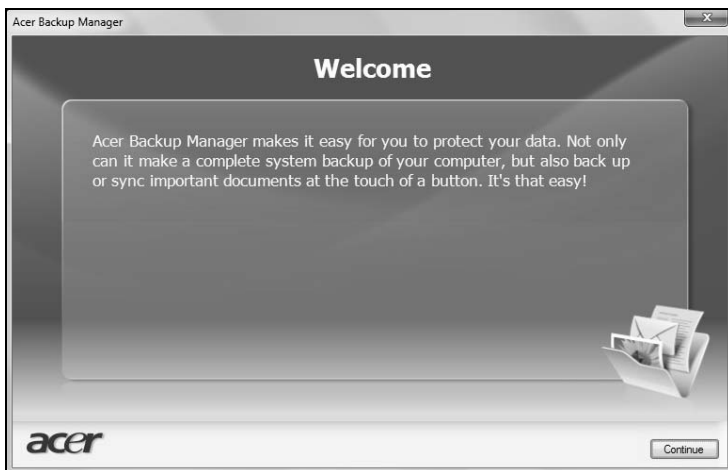 Acer Backup Manager
x
Welcome
Acer Backup Manager makes it easy for you to protect your data. Not only
can it make a complete system backup of your computer, but also back up
or sync important documents at the touch of a button. It's that easy!
acer
Continue